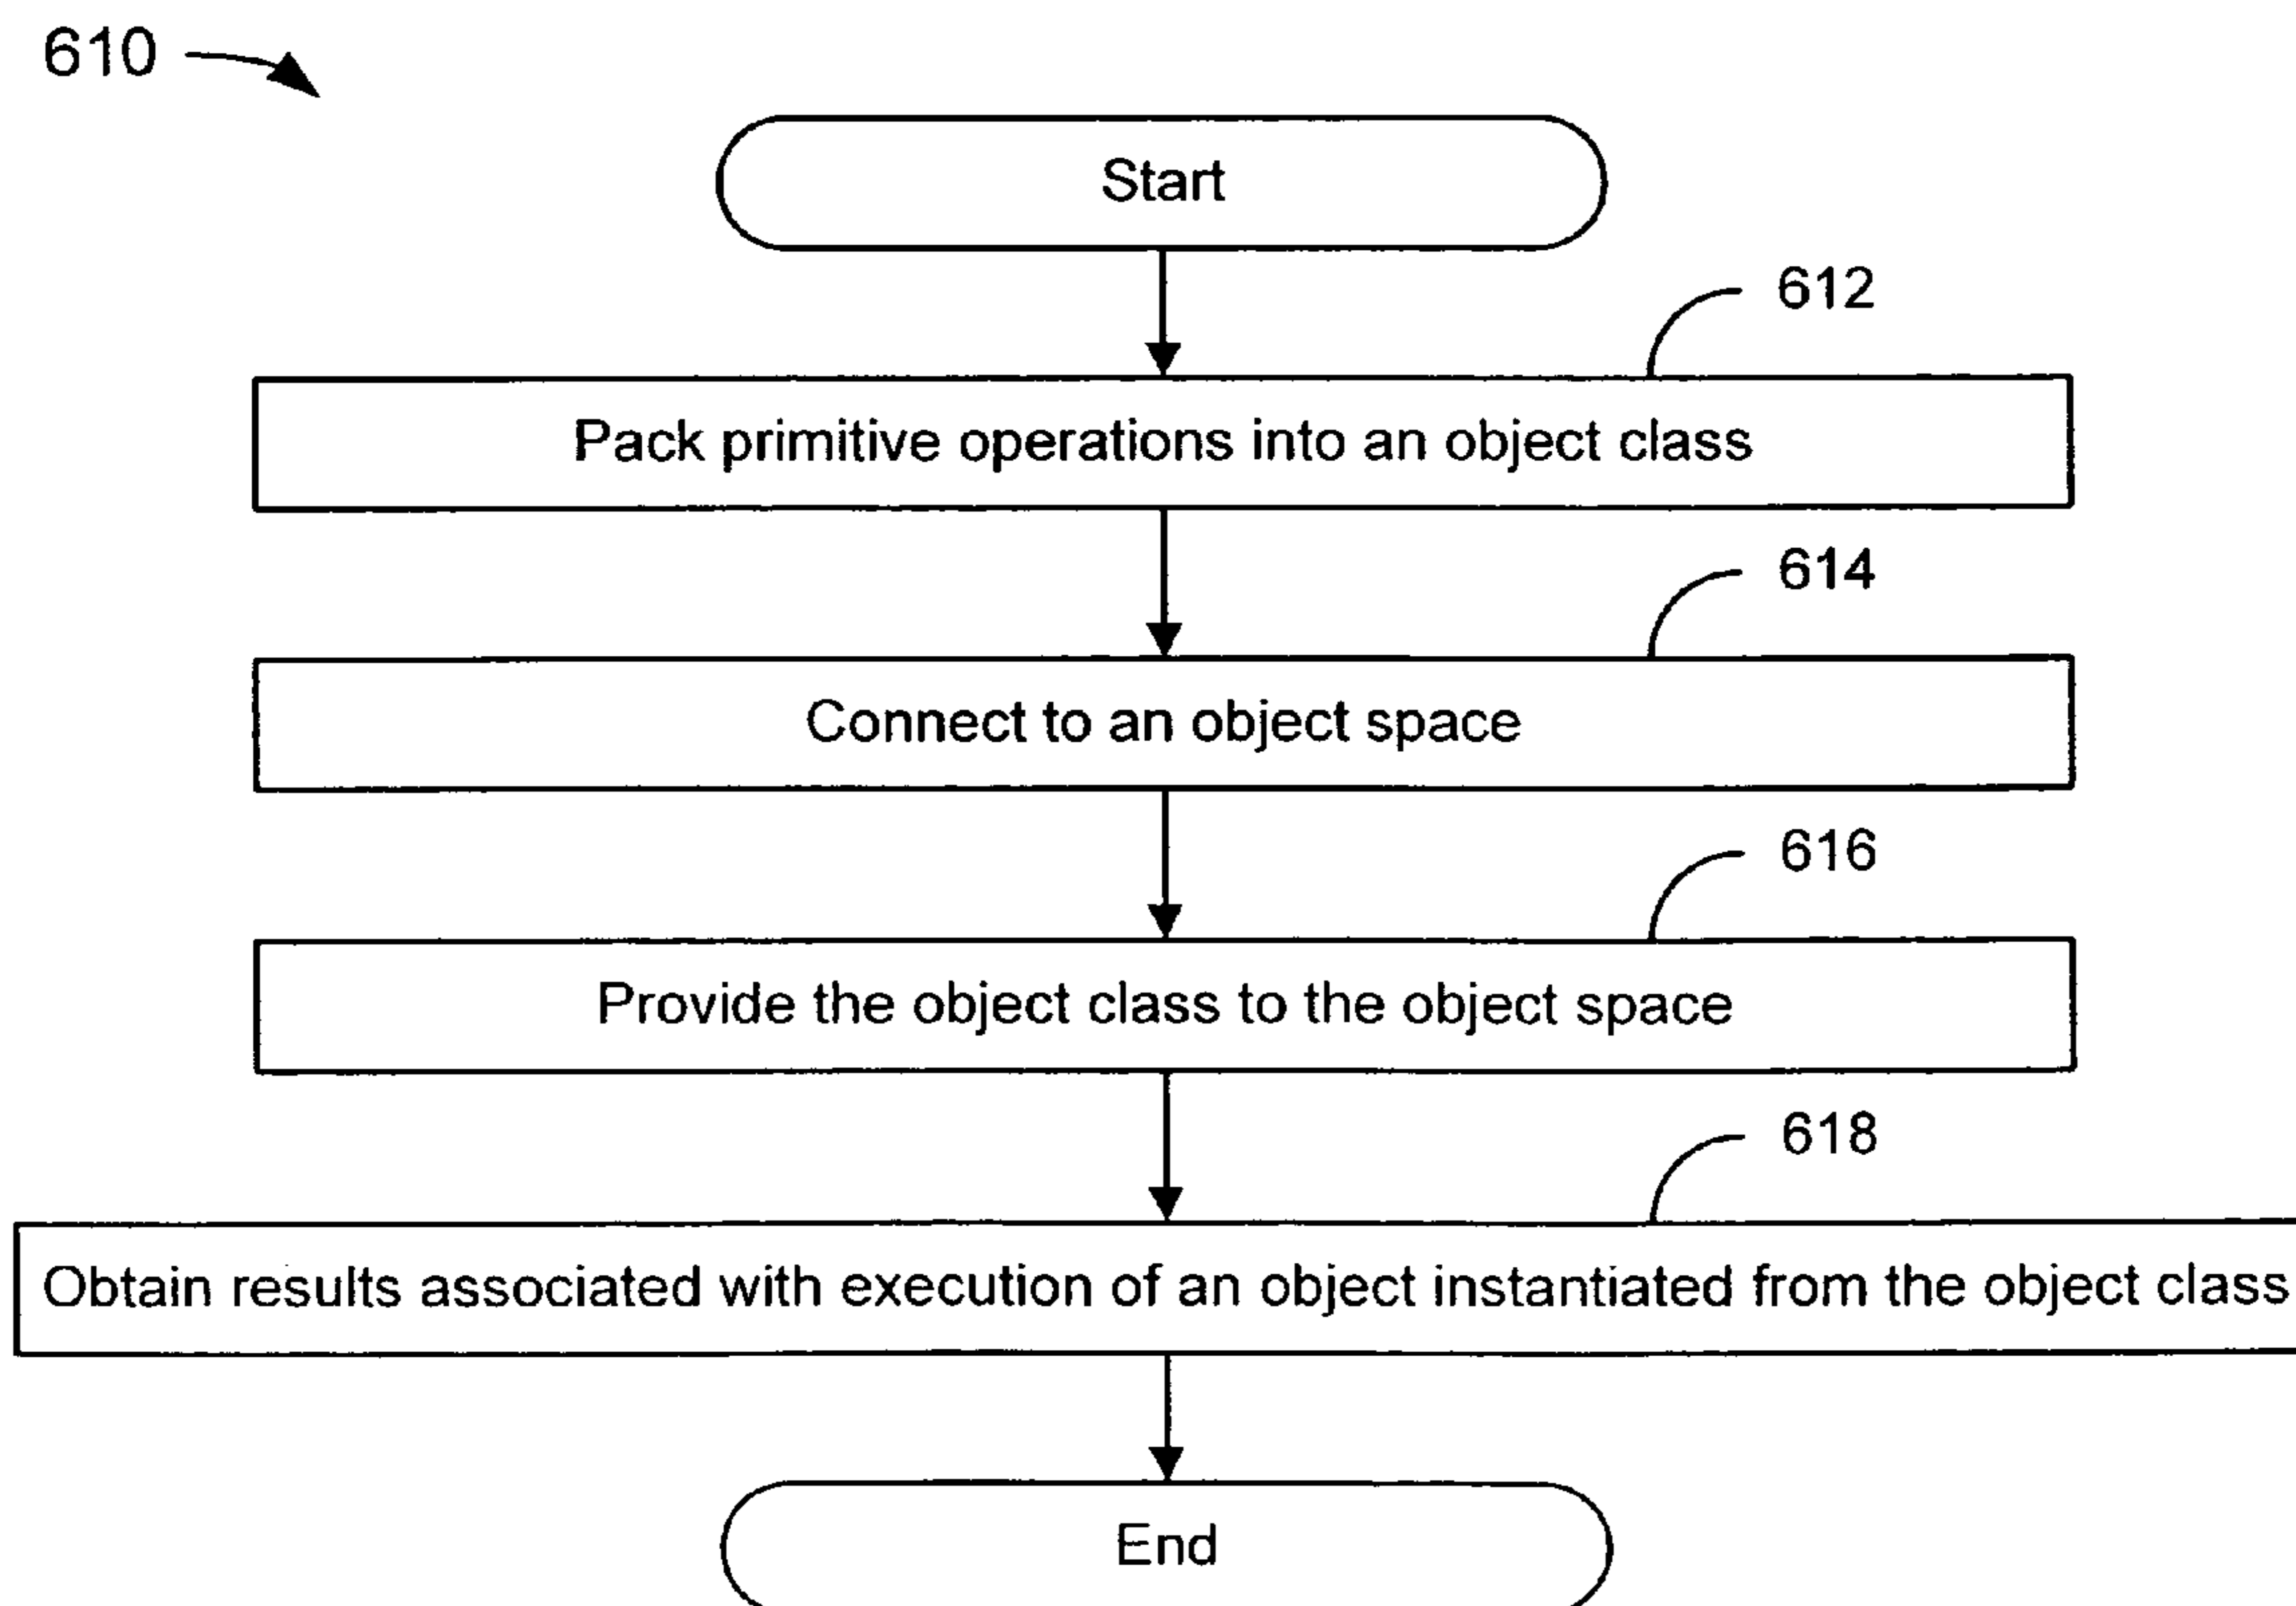 610
Start
612
Pack primitive operations into an object class
614
Connect to an object space
616
Provide the object class to the object space
618
Obtain results associated with execution of an object instantiated from the object class
End